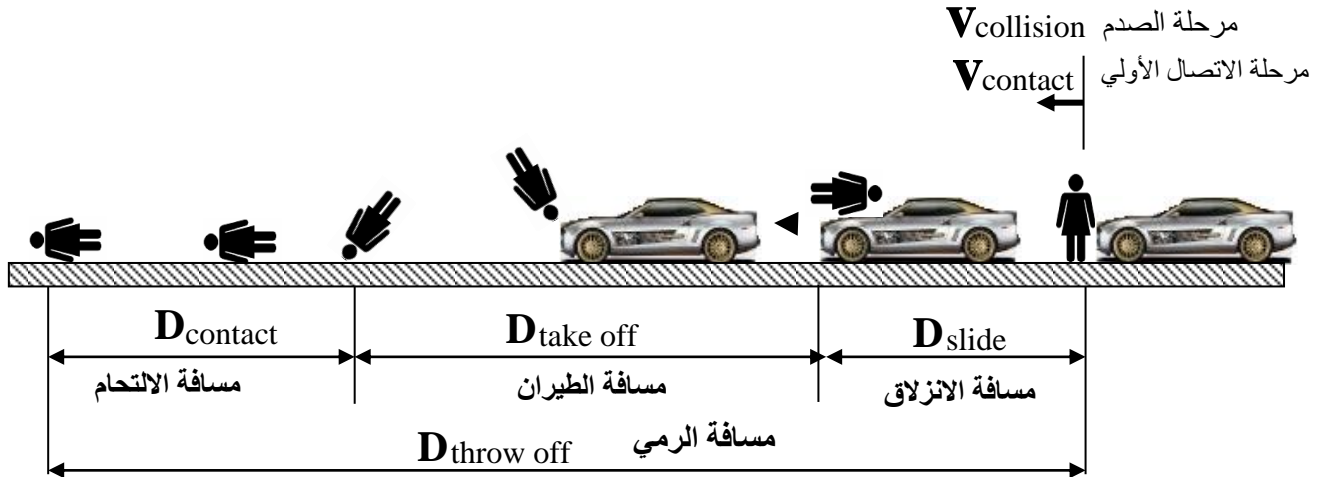 Vcollision مرحلة الصدم
Vcontact مرحلة الاتصال الأولي
Dcontact
Dtake off
Dslide
مسافة الالتحام
مسافة الطيران
مسافة الانزلاق
Dthrow off مسافة الرمي